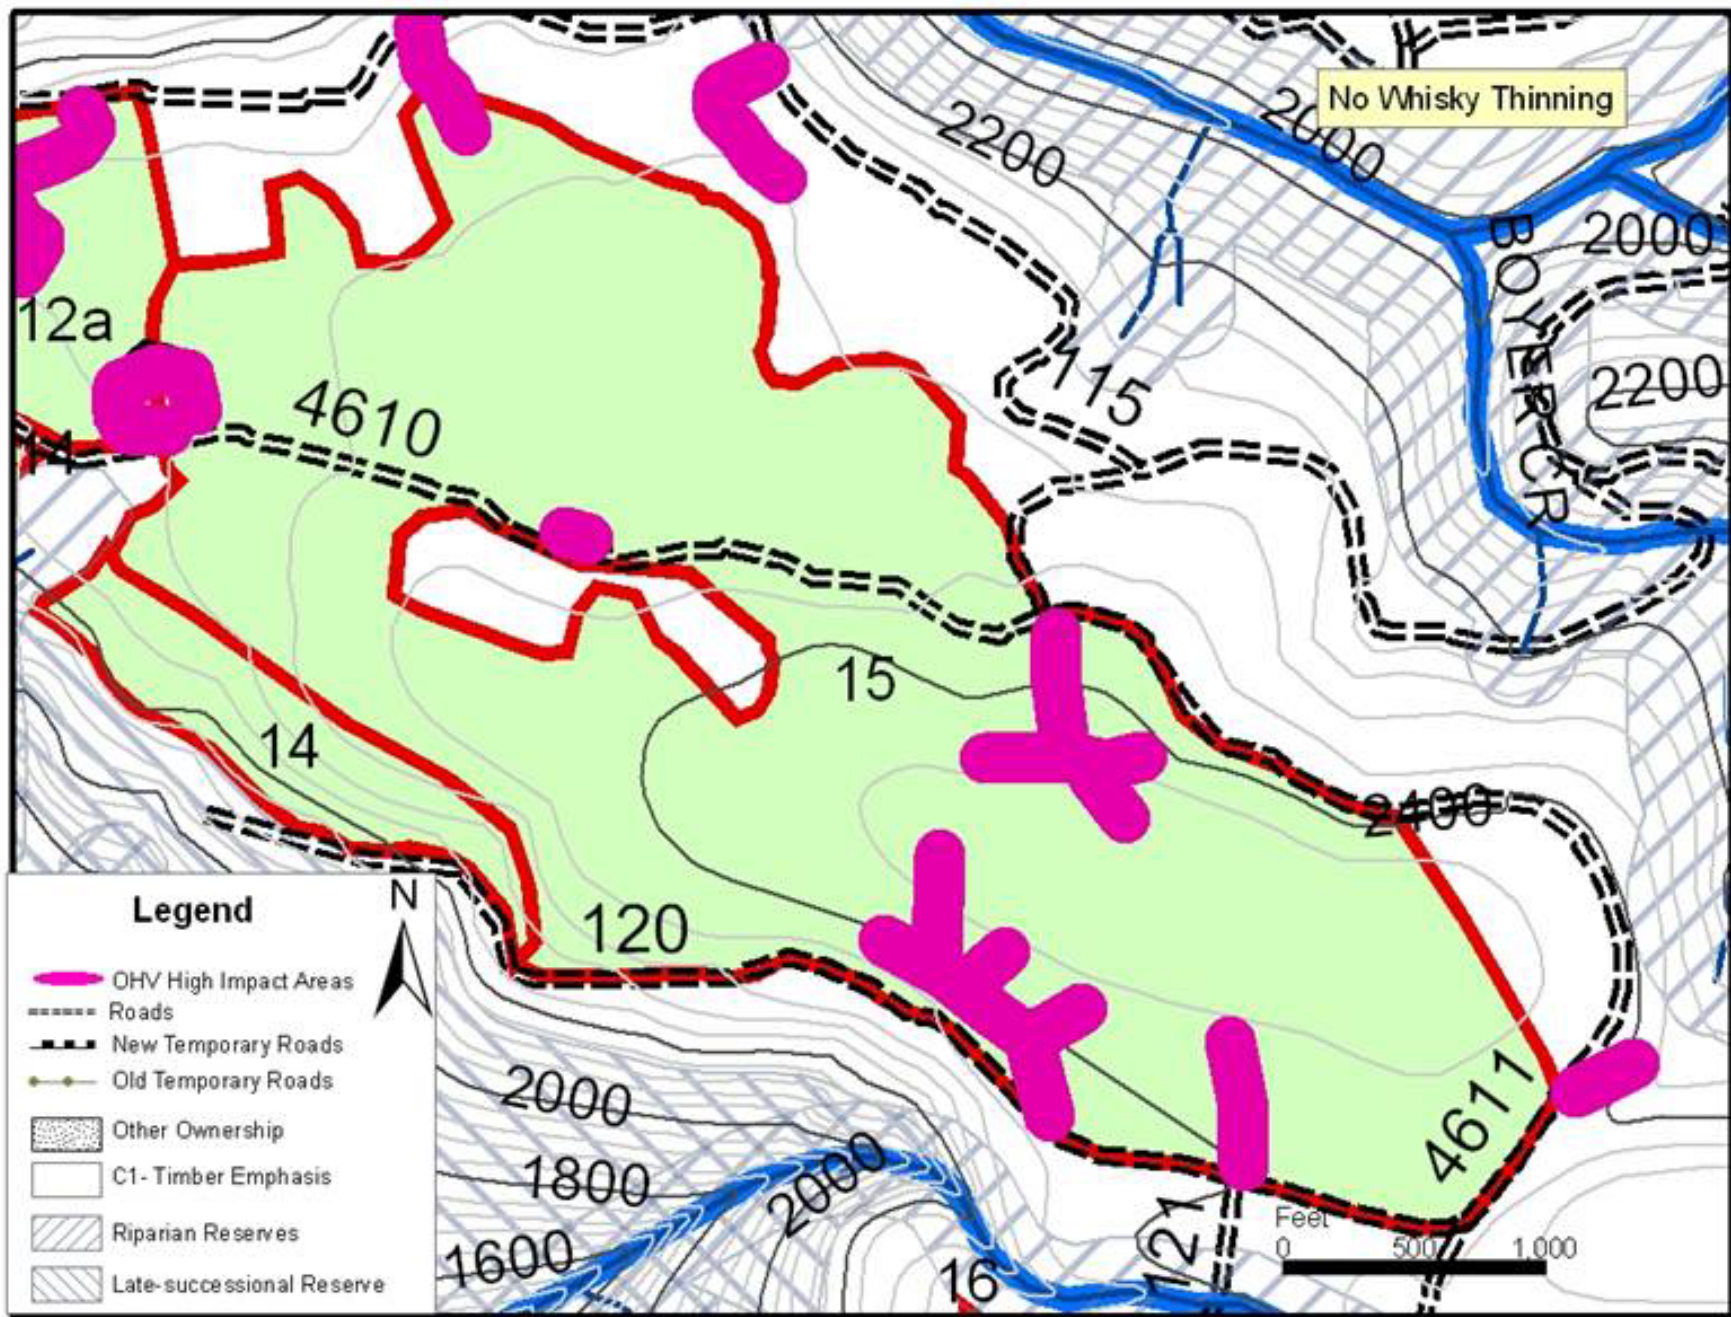 No Whisky Thinning
2200
2000
2000
BOYER CR
12a
115
2200
4610
14
15
14
2400
120
Legend
N
OHV High Impact Areas
Roads
New Temporary Roads
Old Temporary Roads
Other Ownership
C1- Timber Emphasis
Riparian Reserves
Late-successional Reserve
2000
1800
2000
1600
4611
121
16
Feet
0 500 1,000